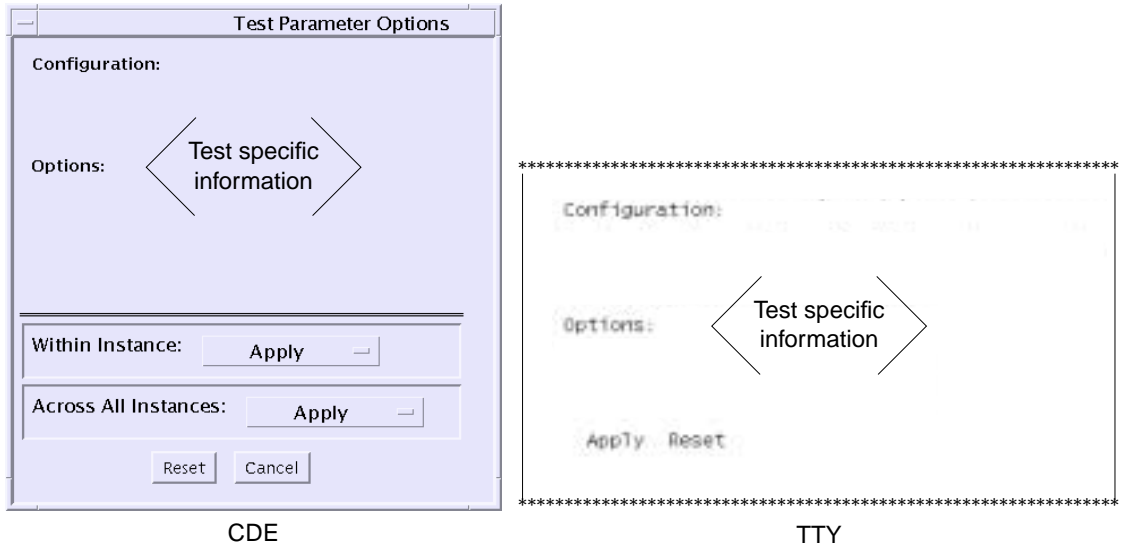 Test Parameter Options
Configuration:
Options:
Test specific
information
Within Instance:
Apply
Across All Instances:
Apply
Reset
Cancel
CDE
******************************************************************
Configuration:
Options:
Test specific
information
Apply Reset
******************************************************************
TTY